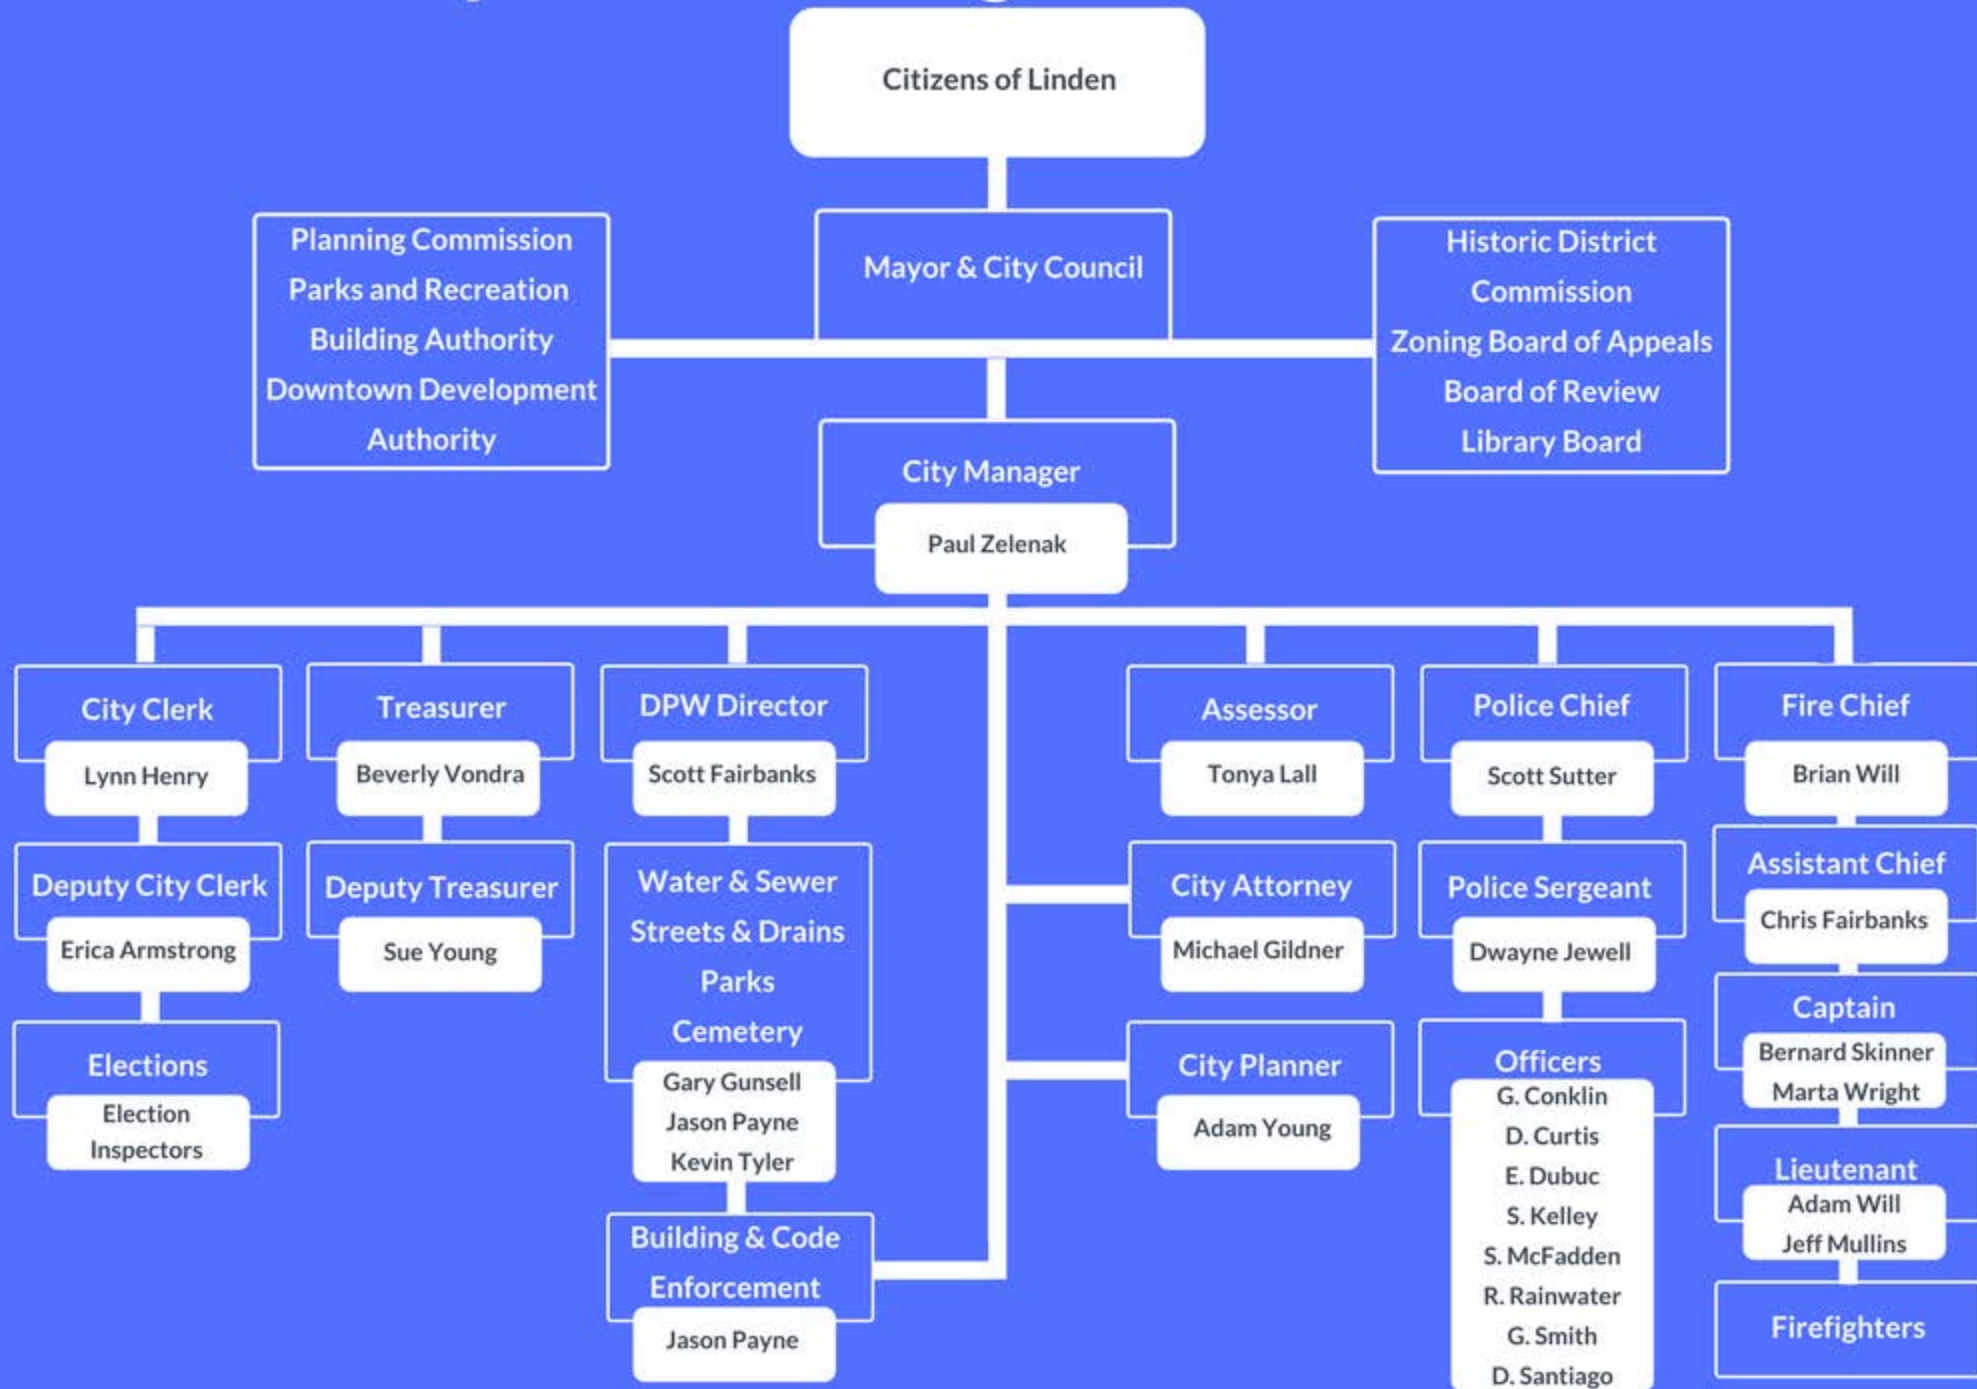 Citizens of Linden
Planning Commission
Parks and Recreation
Building Authority
Downtown Development
Authority
Mayor & City Council
Historic District
Commission
Zoning Board of Appeals
Board of Review
Library Board
City Manager
Paul Zelenak
City Clerk
Lynn Henry
Deputy City Clerk
Erica Armstrong
Elections
Election
Inspectors
Treasurer
Beverly Vondra
Deputy Treasurer
Sue Young
DPW Director
Scott Fairbanks
Water & Sewer
Streets & Drains
Parks
Cemetery
Gary Gunsell
Jason Payne
Kevin Tyler
Building & Code
Enforcement
Jason Payne
Assessor
Tonya Lall
City Attorney
Michael Gildner
City Planner
Adam Young
Police Chief
Scott Sutter
Police Sergeant
Dwayne Jewell
Officers
G. Conklin
D. Curtis
E. Dubuc
S. Kelley
S. McFadden
R. Rainwater
G. Smith
D. Santiago
Fire Chief
Brian Will
Assistant Chief
Chris Fairbanks
Captain
Bernard Skinner
Marta Wright
Lieutenant
Adam Will
Jeff Mullins
Firefighters